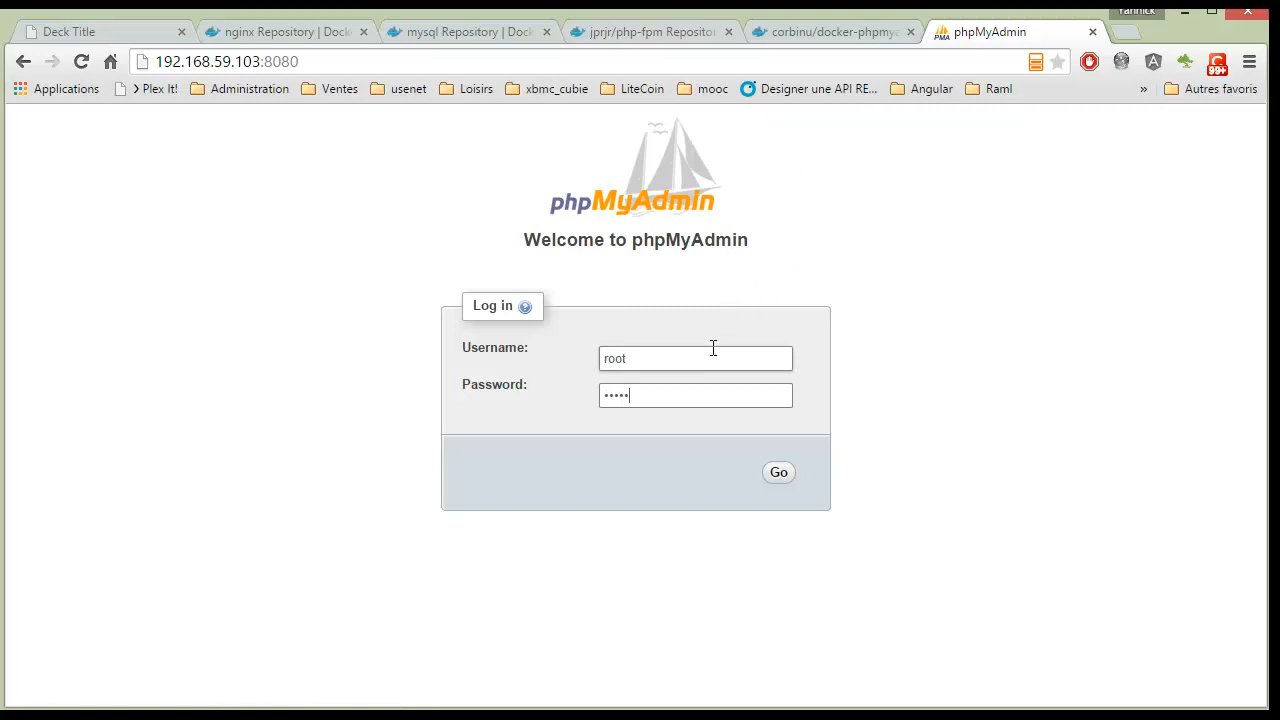 Yannick
Deck Title
nginx Repository | Dock
mysql Repository | Dock
jprjr/php-fpm Repositor
corbinu/docker-phpmyc
phpMyAdmin
192.168.59.103:8080
99+
Applications
> Plex It!
Administration
Ventes
usenet
Loisirs
xbmc_cubie
LiteCoin
mooc
Designer une API RE...
Angular
Raml
»
Autres favoris
phpMyAdmin
Welcome to phpMyAdmin
Log in
Username:
root
Password:
•••••
Go